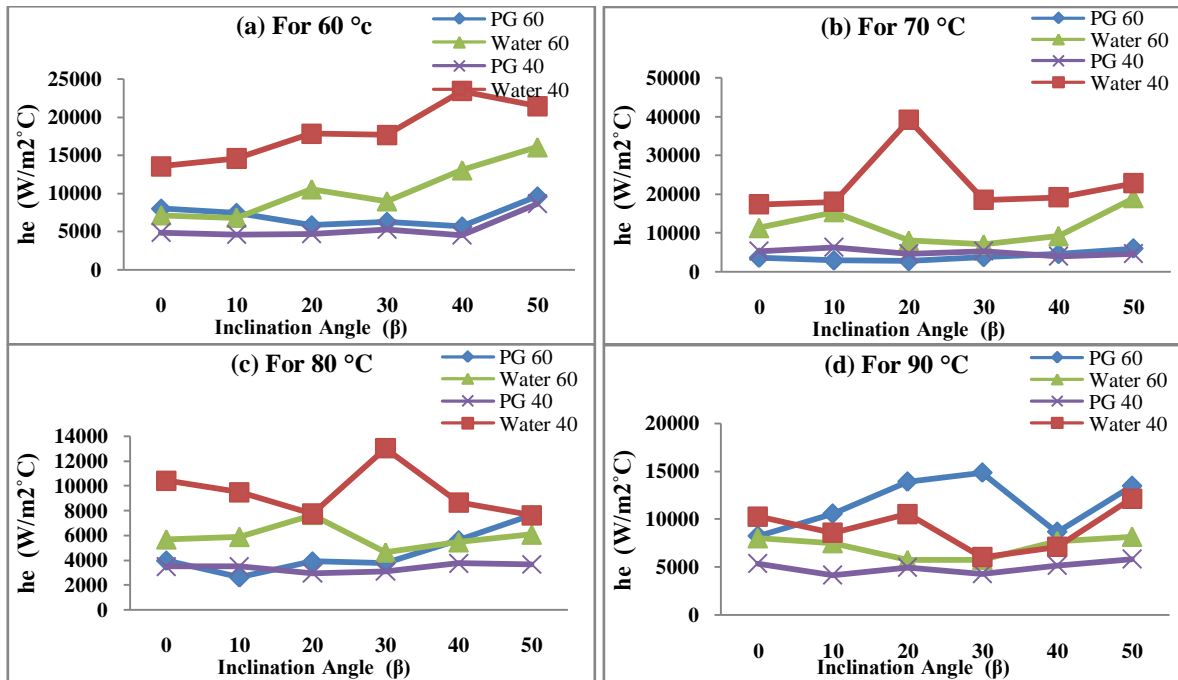 (a) For 60 °c
PG 60
Water 60
PG 40
Water 40
he (W/m2˚C)
25000
20000
15000
10000
5000
0
0 10 20 30 40 50
Inclination Angle (β)
(b) For 70 °C
PG 60
Water 60
PG 40
Water 40
he (W/m2˚C)
50000
40000
30000
20000
10000
0
0 10 20 30 40 50
Inclination Angle (β)
(c) For 80 °C
PG 60
Water 60
PG 40
Water 40
he (W/m2˚C)
14000
12000
10000
8000
6000
4000
2000
0
0 10 20 30 40 50
Inclination Angle (β)
(d) For 90 °C
PG 60
Water 60
PG 40
Water 40
he (W/m2˚C)
20000
15000
10000
5000
0
0 10 20 30 40 50
Inclination Angle (β)